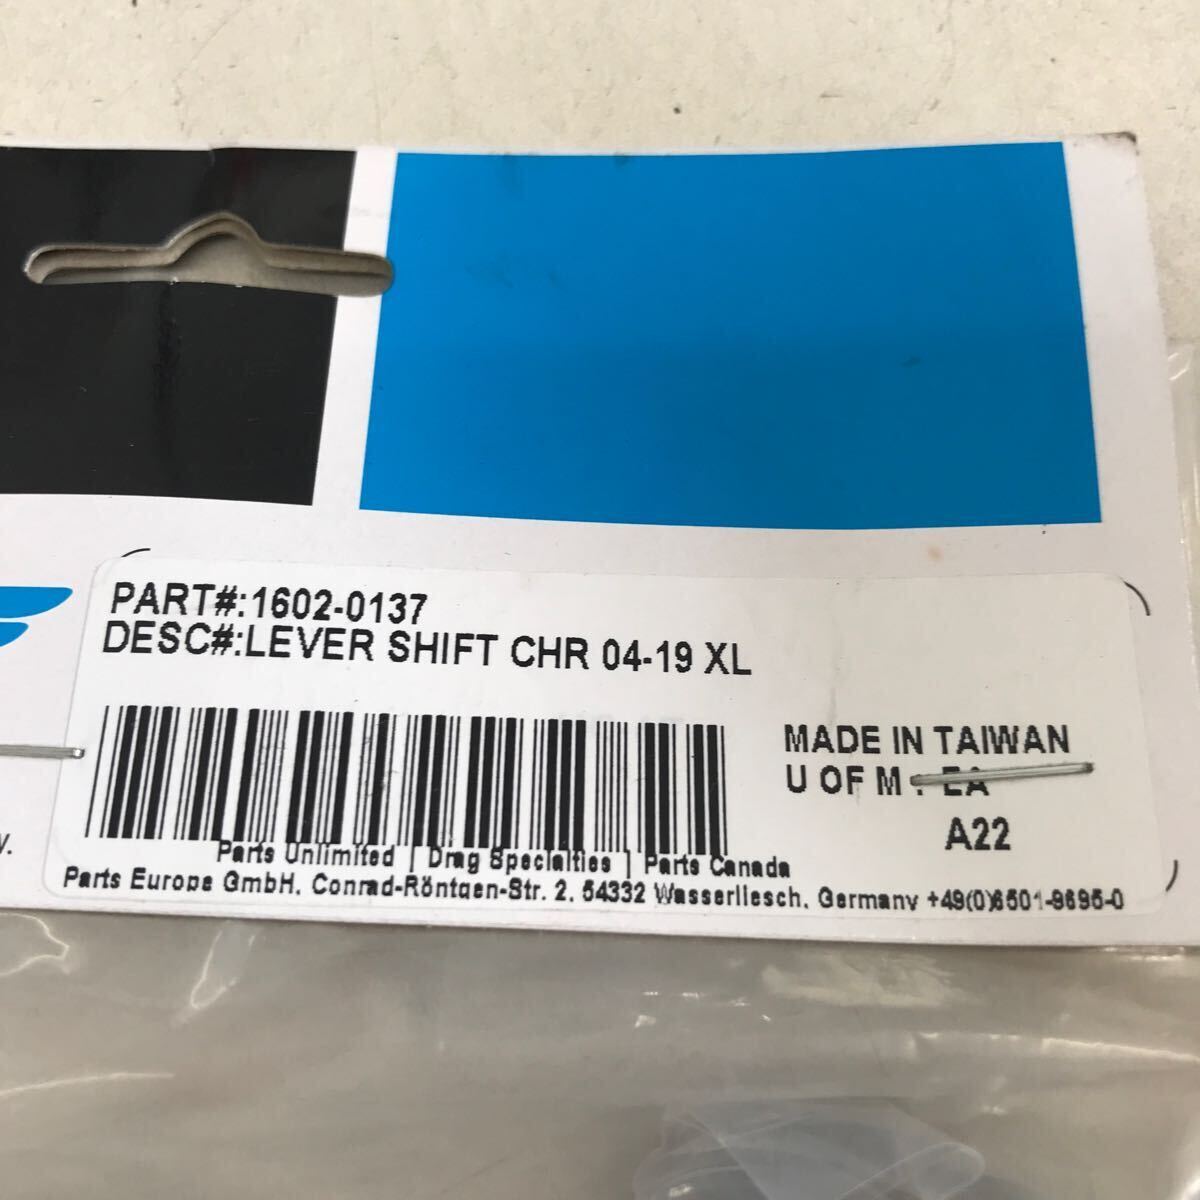 PART#:1602-0137
DESC#:LEVER SHIFT CHR 04-19 XL
MADE IN TAIWAN
U OF M : EA
A22
y.
Parts Unlimited | Drag Specialties | Parts Canada
Parts Europe GmbH, Conrad-Röntgen-Str. 2, 54332 Wasserliesch, Germany +49(0)6501-9695-0